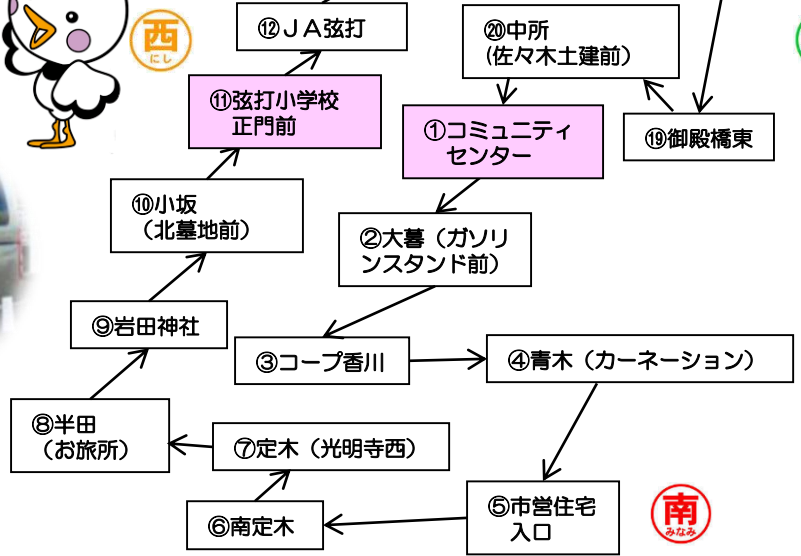 西
にし
⑫ＪＡ弦打
⑳中所
(佐々木土建前）
⑪弦打小学校
正門前
①コミュニティ
センター
⑲御殿橋東
⑩小坂
（北墓地前）
②大暮（ガソリ
ンスタンド前）
⑨岩田神社
③コープ香川
④青木（カーネーション）
⑧半田
（お旅所）
⑦定木（光明寺西）
⑤市営住宅
入口
⑥南定木
南
みなみ